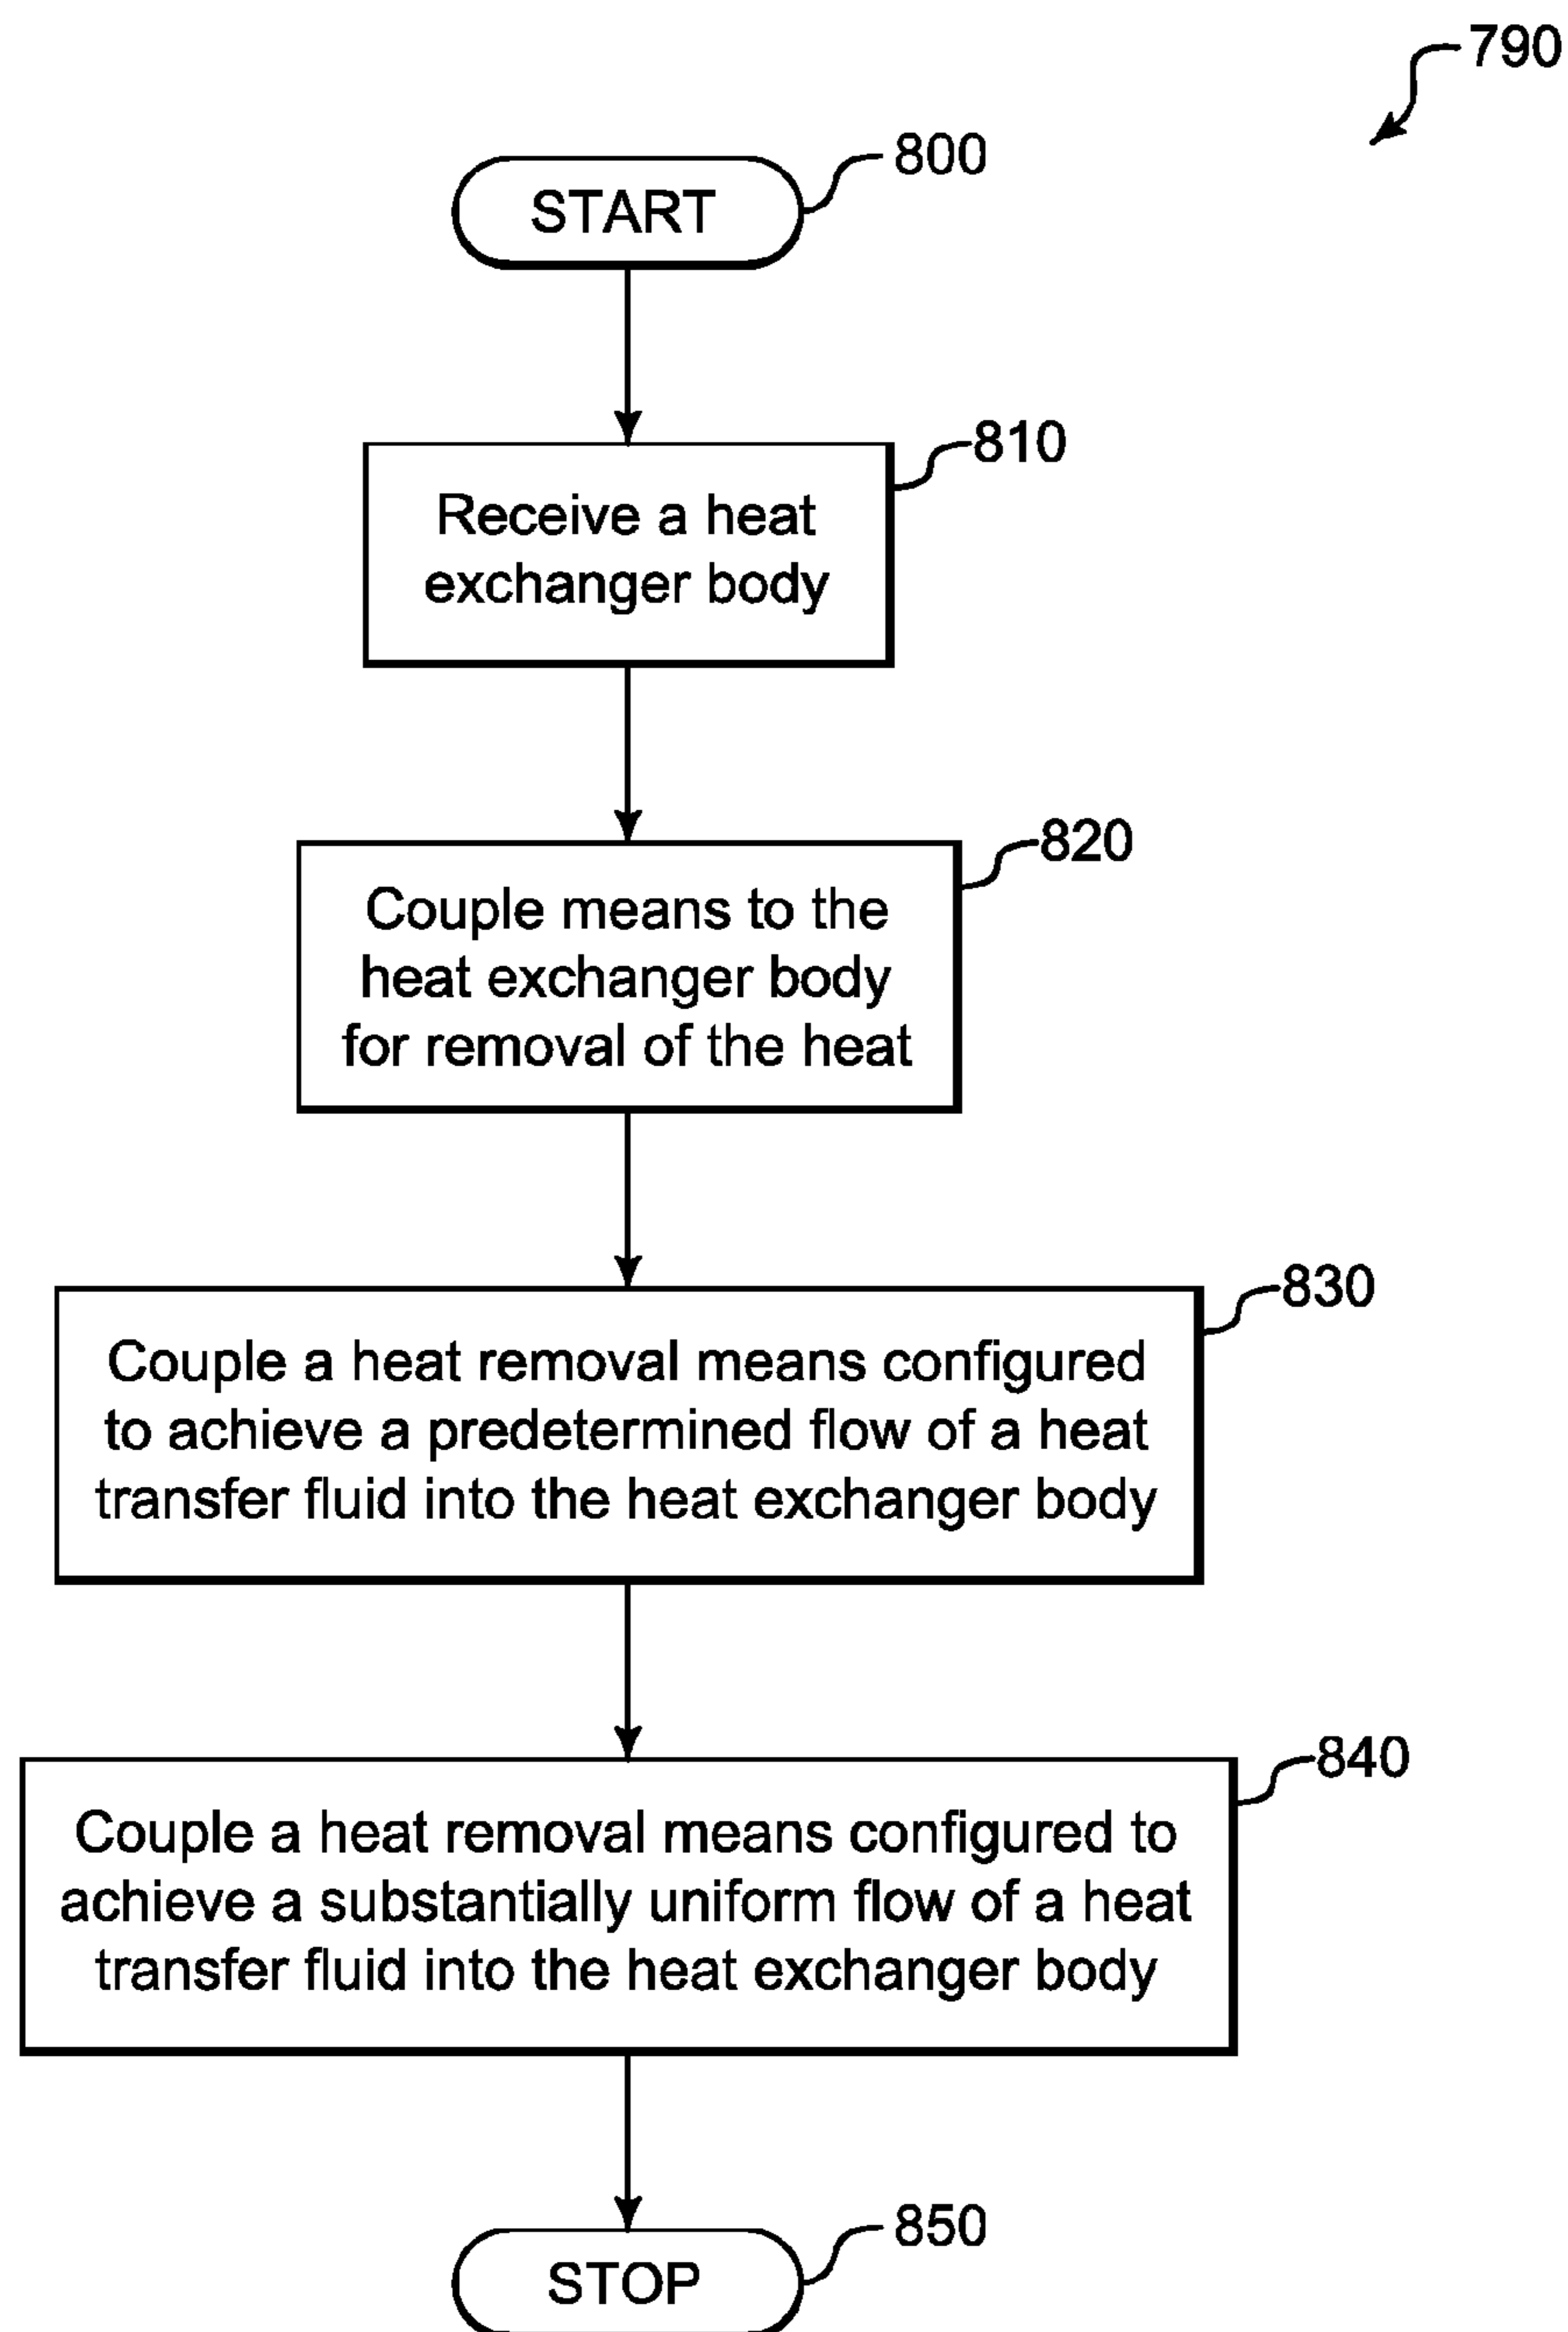 790
800
START
810
Receive a heat
exchanger body
820
Couple means to the
heat exchanger body
for removal of the heat
830
Couple a heat removal means configured
to achieve a predetermined flow of a heat
transfer fluid into the heat exchanger body
840
Couple a heat removal means configured to
achieve a substantially uniform flow of a heat
transfer fluid into the heat exchanger body
850
STOP